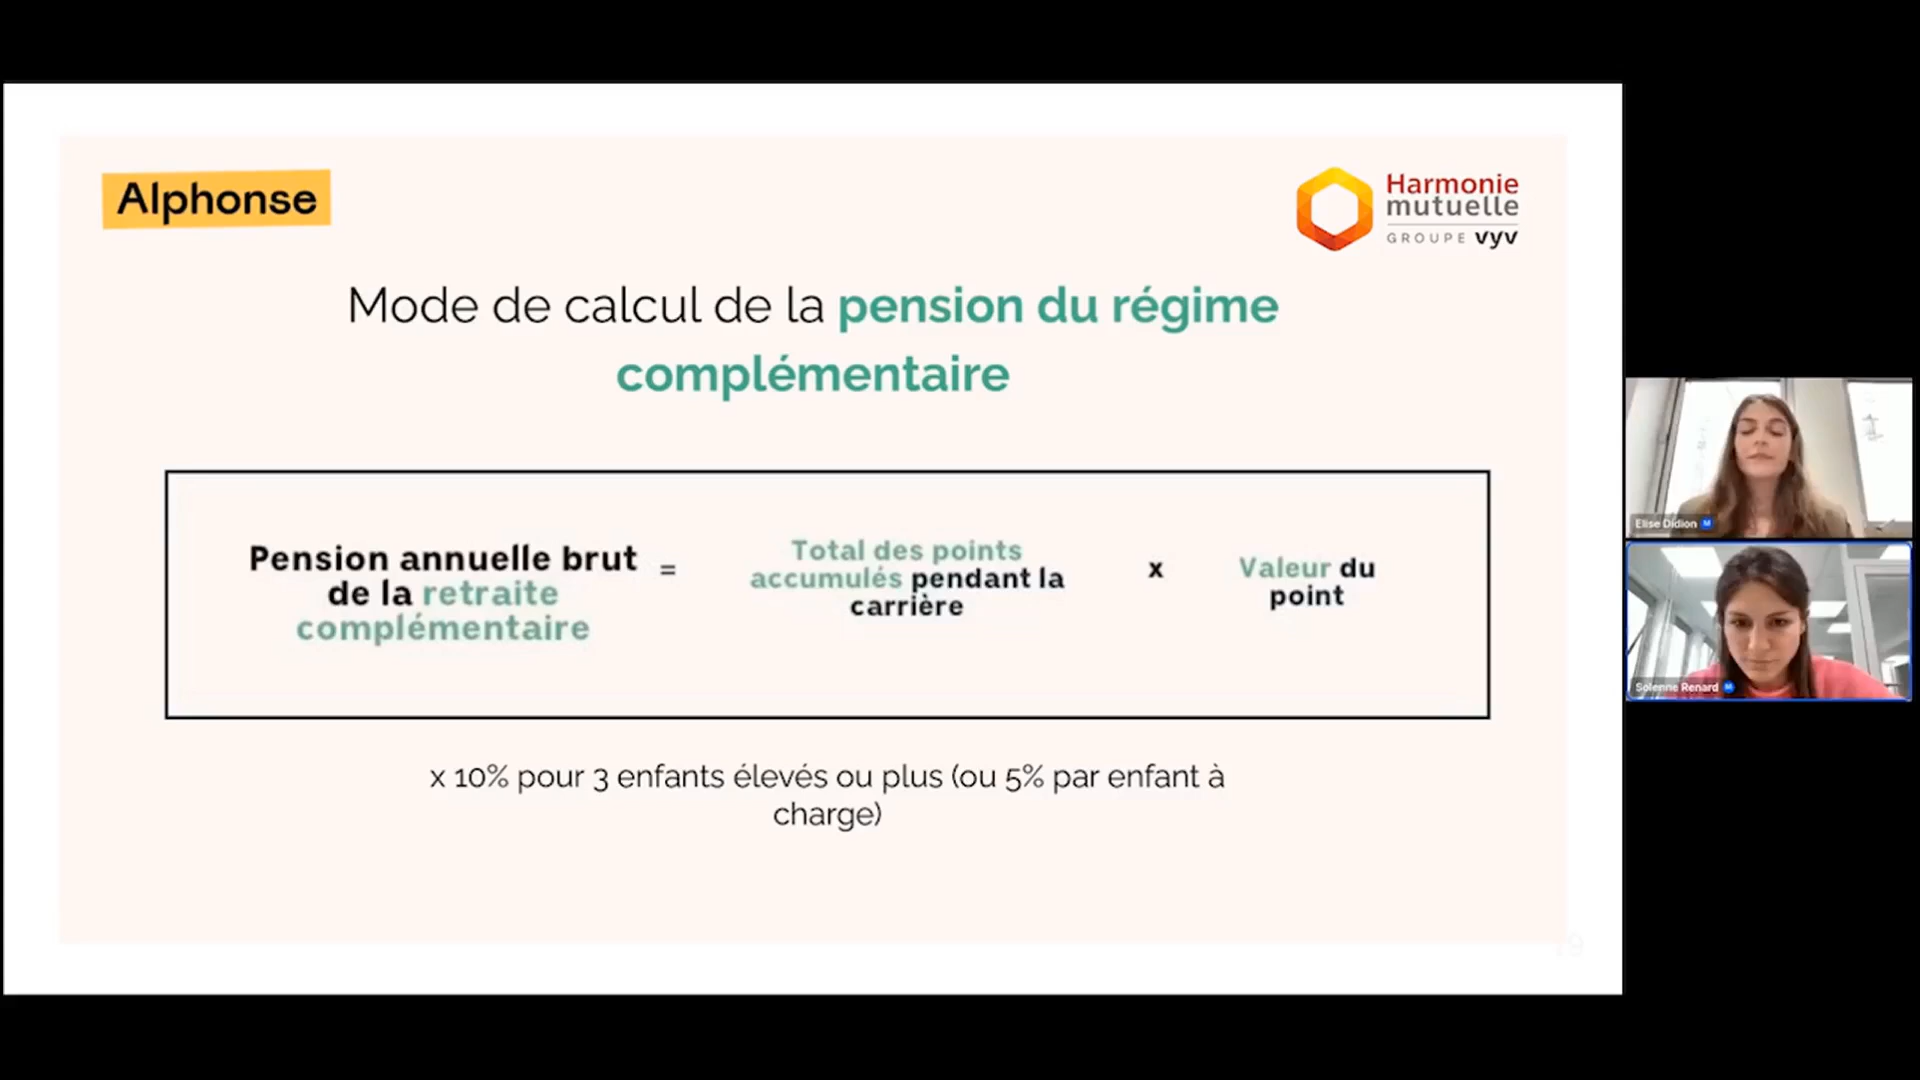 Alphonse
Harmonie
mutuelle
GROUPE vyv
Mode de calcul de la pension du régime
complémentaire
Pension annuelle brut
de la retraite
complémentaire
=
Total des points
accumulés pendant la
carrière
x
Valeur du
point
x 10% pour 3 enfants élevés ou plus (ou 5% par enfant à
charge)
19
Elise Didion M
Solenne Renard M